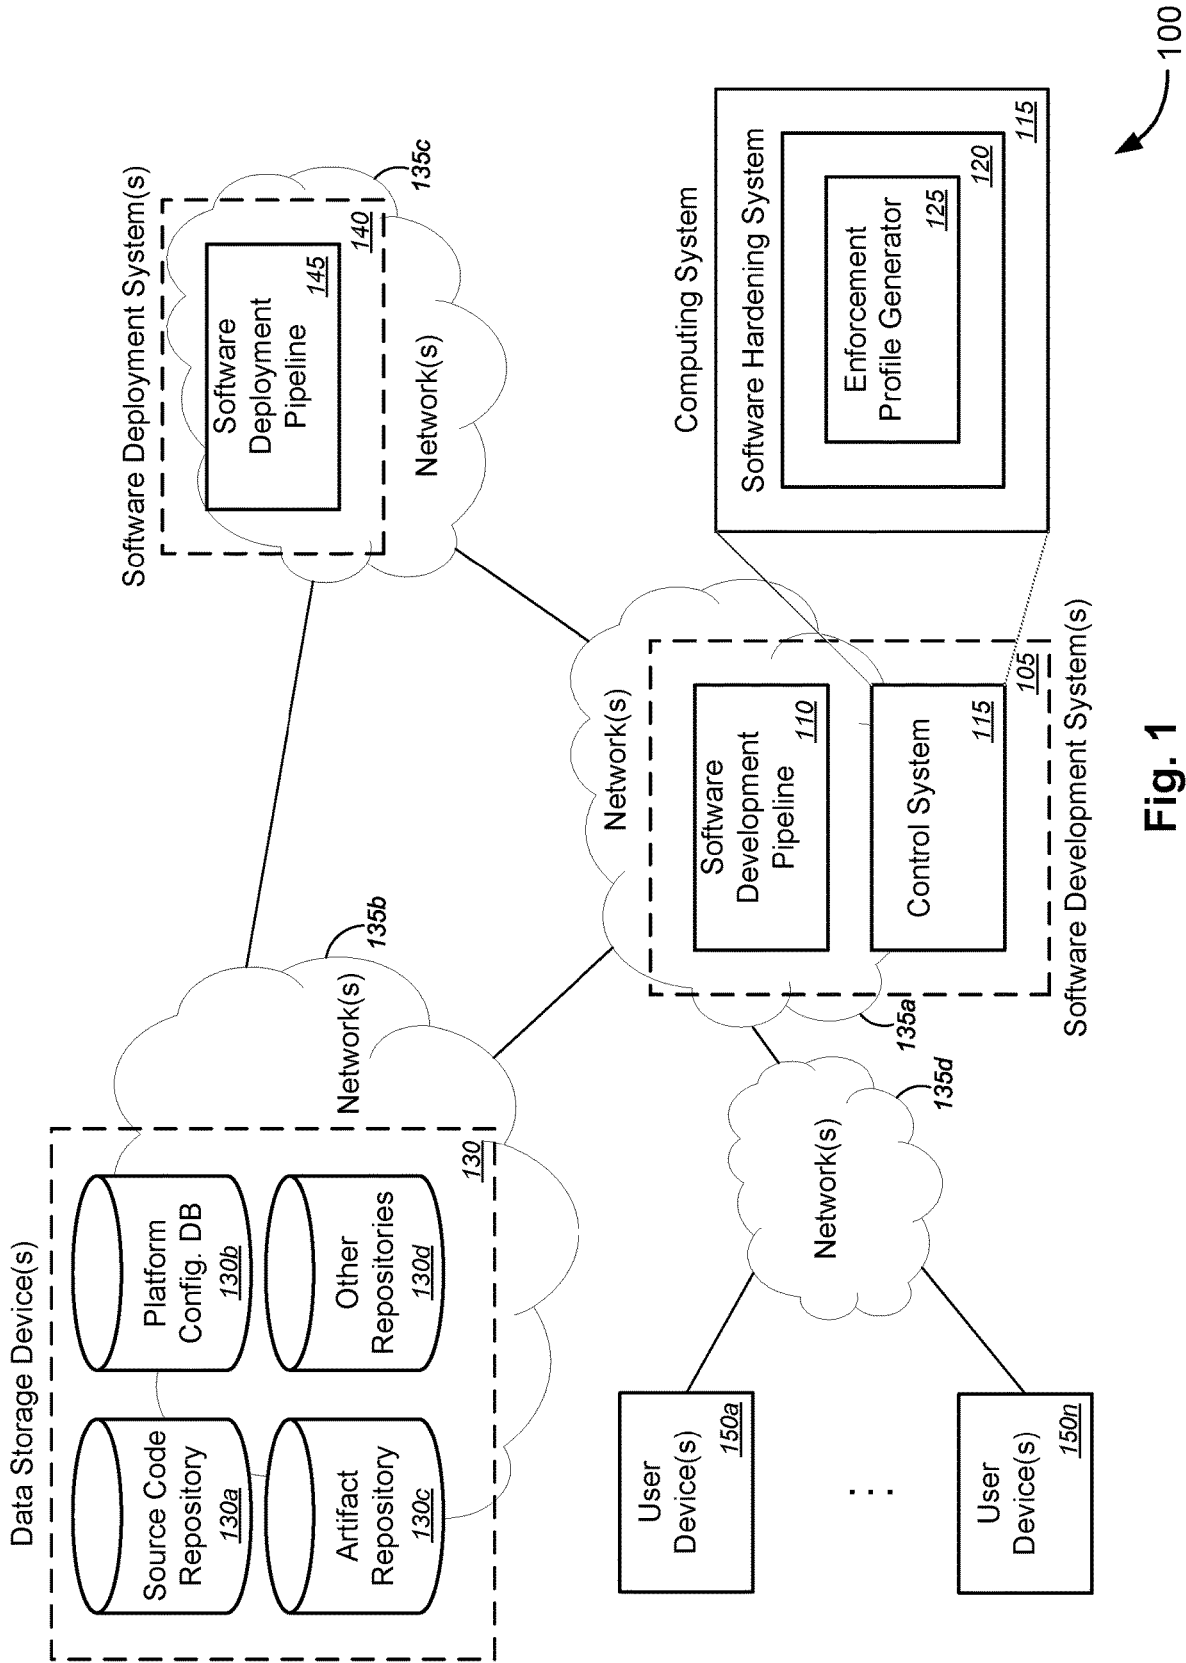 Data Storage Device(s)
Source Code
Repository
130a
Platform
Config. DB
130b
Artifact
Repository
130c
Other
Repositories
130d
130
Network(s)
135b
Software Deployment System(s)
Software
Deployment
Pipeline
145
140
135c
Network(s)
User
Device(s)
150a
. . .
User
Device(s)
150n
Network(s)
135d
Network(s)
135a
Software
Development
Pipeline
110
Control System
115
105
Software Development System(s)
Computing System
Software Hardening System
Enforcement
Profile Generator
125
120
115
100
Fig. 1